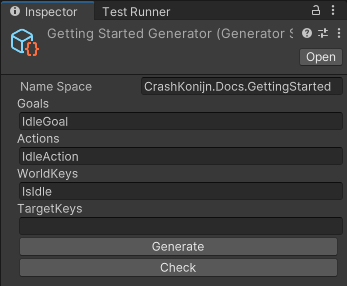 Inspector Test Runner
Getting Started Generator (Generator S
Open
Name Space CrashKonijn.Docs.GettingStarted
Goals
IdleGoal
Actions
IdleAction
WorldKeys
IsIdle
TargetKeys
Generate
Check